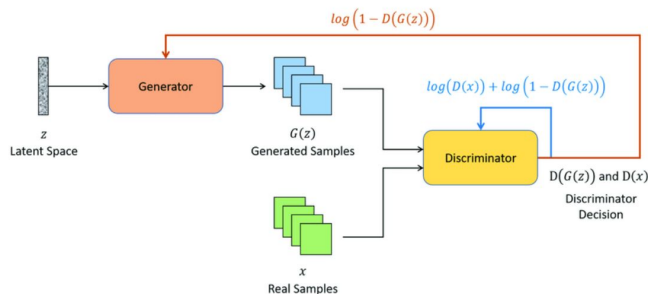 log(1 − D(G(z)))
log(D(x)) + log(1 − D(G(z)))
Generator
z
Latent Space
G(z)
Generated Samples
Discriminator
D(G(z)) and D(x)
Discriminator
Decision
x
Real Samples